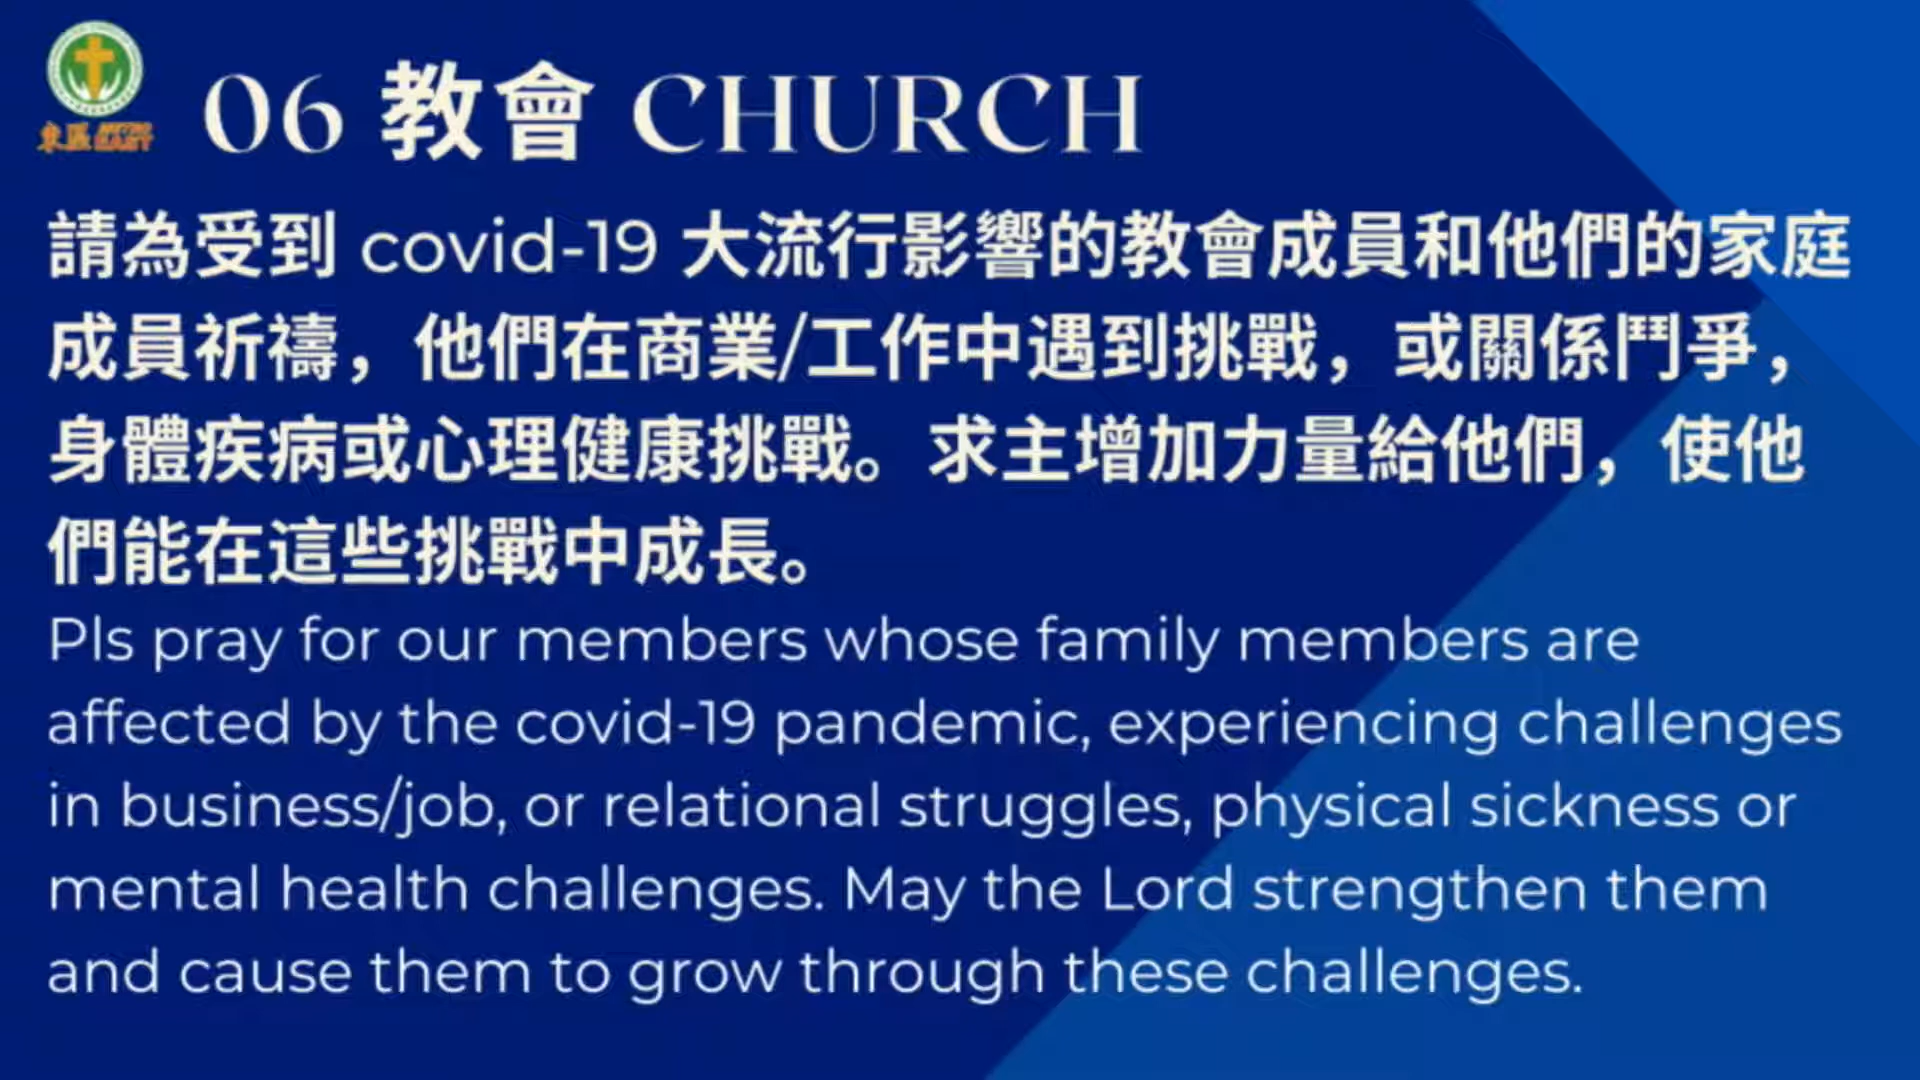 東區
EAST
06 教會 CHURCH
請為受到 covid-19 大流行影響的教會成員和他們的家庭
成員祈禱，他們在商業/工作中遇到挑戰，或關係鬥爭，
身體疾病或心理健康挑戰。求主增加力量給他們，使他
們能在這些挑戰中成長。
Pls pray for our members whose family members are
affected by the covid-19 pandemic, experiencing challenges
in business/job, or relational struggles, physical sickness or
mental health challenges. May the Lord strengthen them
and cause them to grow through these challenges.